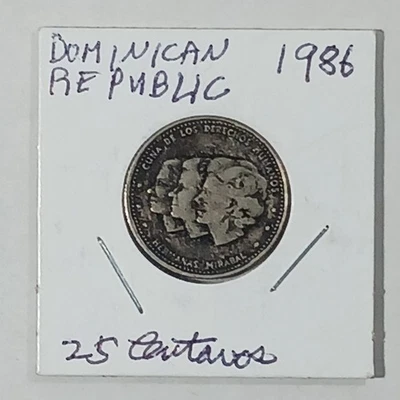 DOMINICAN 1986
REPUBLIC
CUNA DE LOS DERECHOS HUMANOS
HERMANAS MIRABAL
25 Centavos